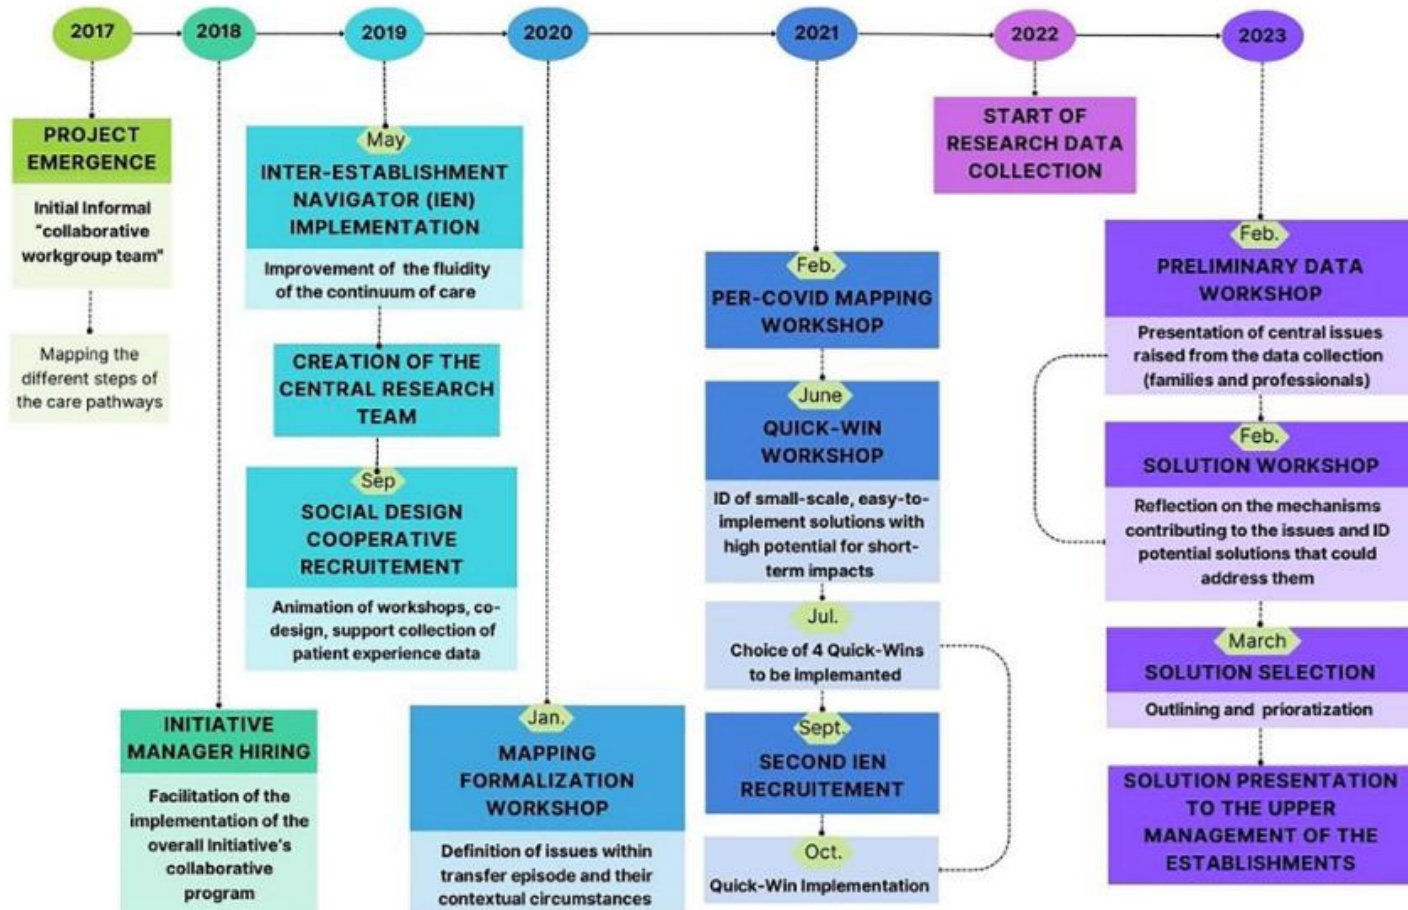 2017
2018
2019
2020
2021
2022
2023
PROJECT
EMERGENCE
Initial Informal
"collaborative
workgroup team"
Mapping the
different steps of
the care pathways
INITIATIVE
MANAGER HIRING
Facilitation of the
implementation of the
overall Initiative's
collaborative
program
May
INTER-ESTABLISHMENT
NAVIGATOR (IEN)
IMPLEMENTATION
Improvement of the fluidity
of the continuum of care
CREATION OF THE
CENTRAL RESEARCH
TEAM
Sep
SOCIAL DESIGN
COOPERATIVE
RECRUITEMENT
Animation of workshops, co-
design, support collection of
patient experience data
Jan.
MAPPING
FORMALIZATION
WORKSHOP
Definition of issues within
transfer episode and their
contextual circumstances
Feb.
PER-COVID MAPPING
WORKSHOP
June
QUICK-WIN
WORKSHOP
ID of small-scale, easy-to-
implement solutions with
high potential for short-
term impacts
Jul.
Choice of 4 Quick-Wins
to be implemanted
Sept.
SECOND IEN
RECRUITEMENT
Oct.
Quick-Win Implementation
START OF
RESEARCH DATA
COLLECTION
Feb.
PRELIMINARY DATA
WORKSHOP
Presentation of central issues
raised from the data collection
(families and professionals)
Feb.
SOLUTION WORKSHOP
Reflection on the mechanisms
contributing to the issues and ID
potential solutions that could
address them
March
SOLUTION SELECTION
Outlining and prioratization
SOLUTION PRESENTATION
TO THE UPPER
MANAGEMENT OF THE
ESTABLISHMENTS